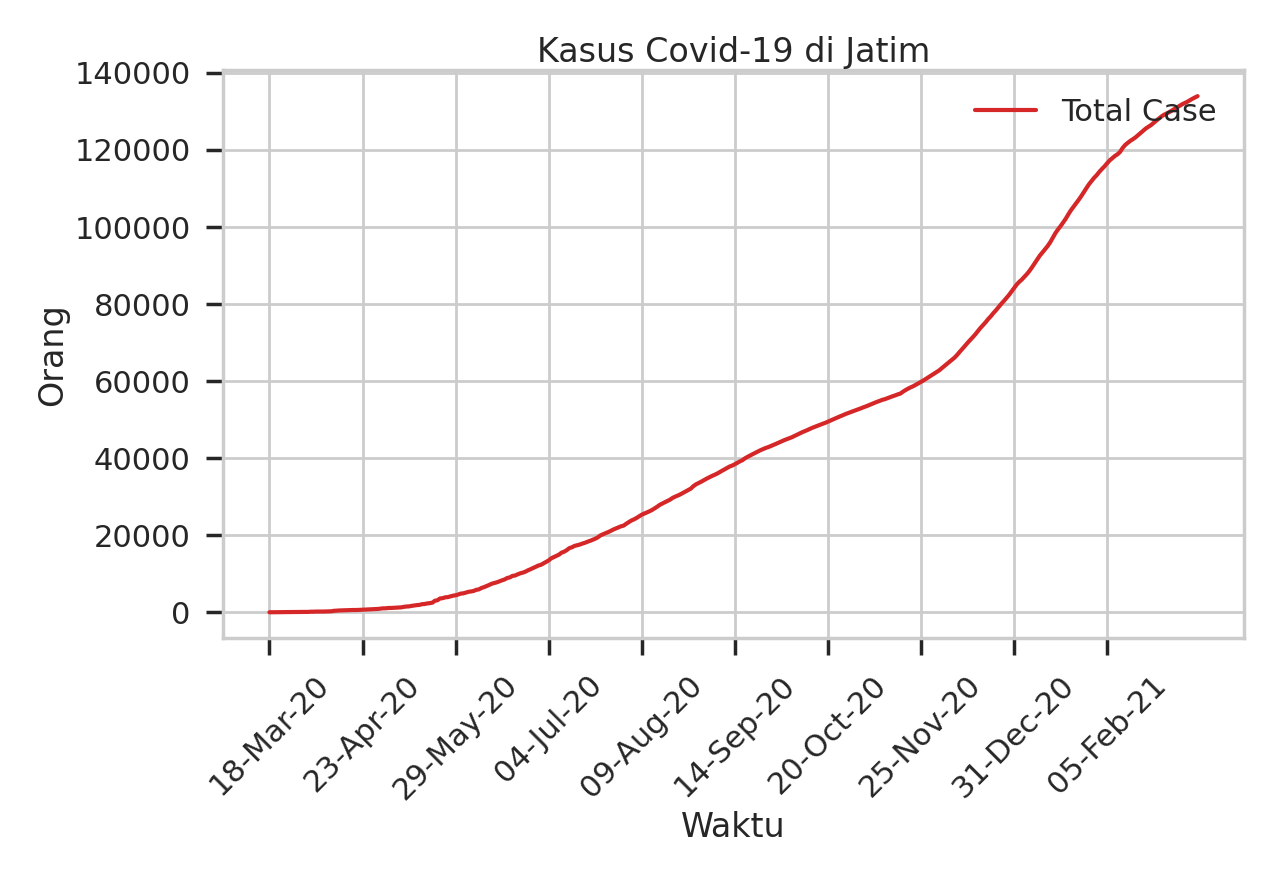 Kasus Covid-19 di Jatim
Total Case
140000
120000
100000
80000
60000
40000
20000
0
Orang
18-Mar-20
23-Apr-20
29-May-20
04-Jul-20
09-Aug-20
14-Sep-20
20-Oct-20
25-Nov-20
31-Dec-20
05-Feb-21
Waktu